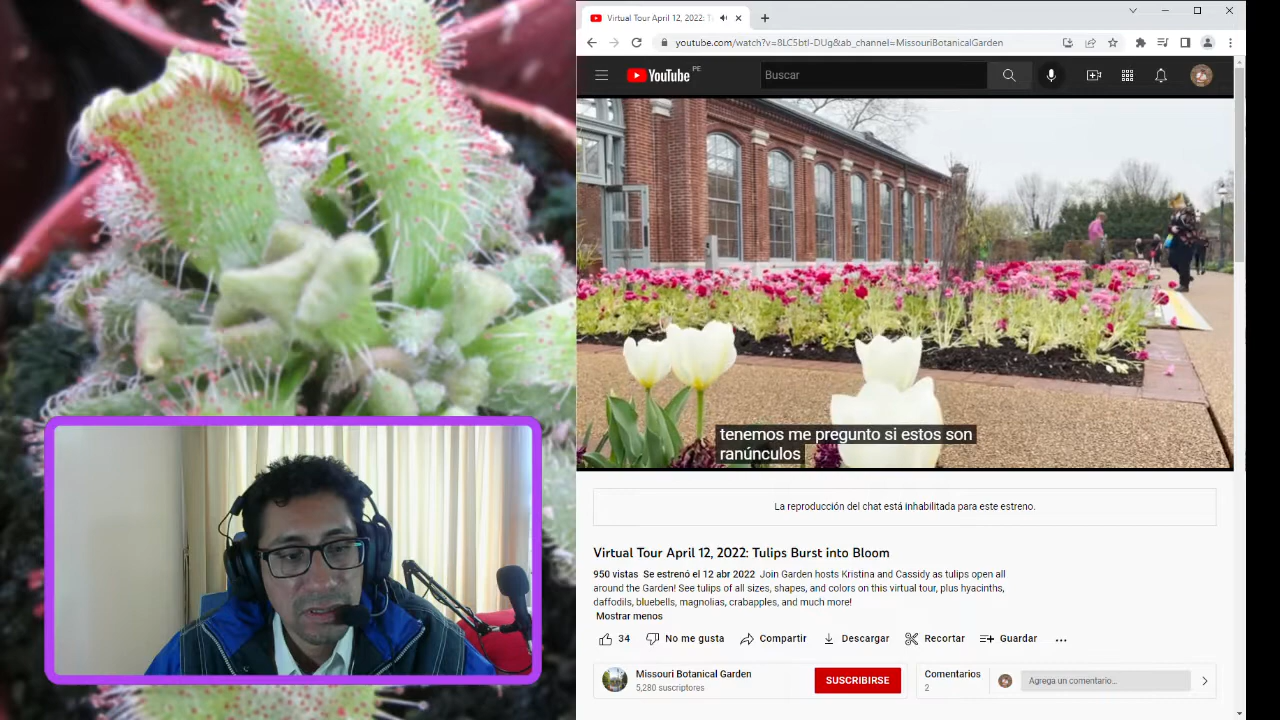 Virtual Tour April 12, 2022: T
youtube.com/watch?v=8LC5btl-DUg&ab_channel=MissouriBotanicalGarden
YouTube PE
Buscar
tenemos me pregunto si estos son
ranúnculos
La reproducción del chat está inhabilitada para este estreno.
Virtual Tour April 12, 2022: Tulips Burst into Bloom
950 vistas Se estrenó el 12 abr 2022 Join Garden hosts Kristina and Cassidy as tulips open all
around the Garden! See tulips of all sizes, shapes, and colors on this virtual tour, plus hyacinths,
daffodils, bluebells, magnolias, crabapples, and much more!
Mostrar menos
34 No me gusta Compartir Descargar Recortar Guardar
Missouri Botanical Garden
5,280 suscriptores
SUSCRIBIRSE
Comentarios
2
Agrega un comentario...